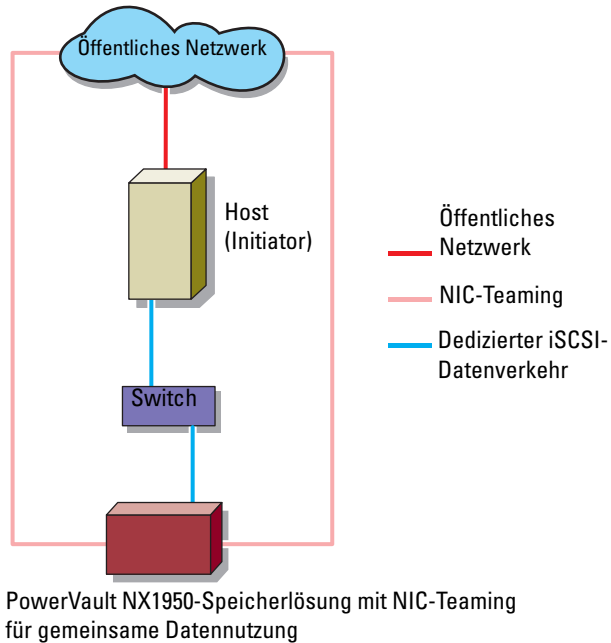 Öffentliches Netzwerk
Host
(Initiator)
Switch
Öffentliches
Netzwerk
NIC-Teaming
Dedizierter iSCSI-
Datenverkehr
PowerVault NX1950-Speicherlösung mit NIC-Teaming
für gemeinsame Datennutzung